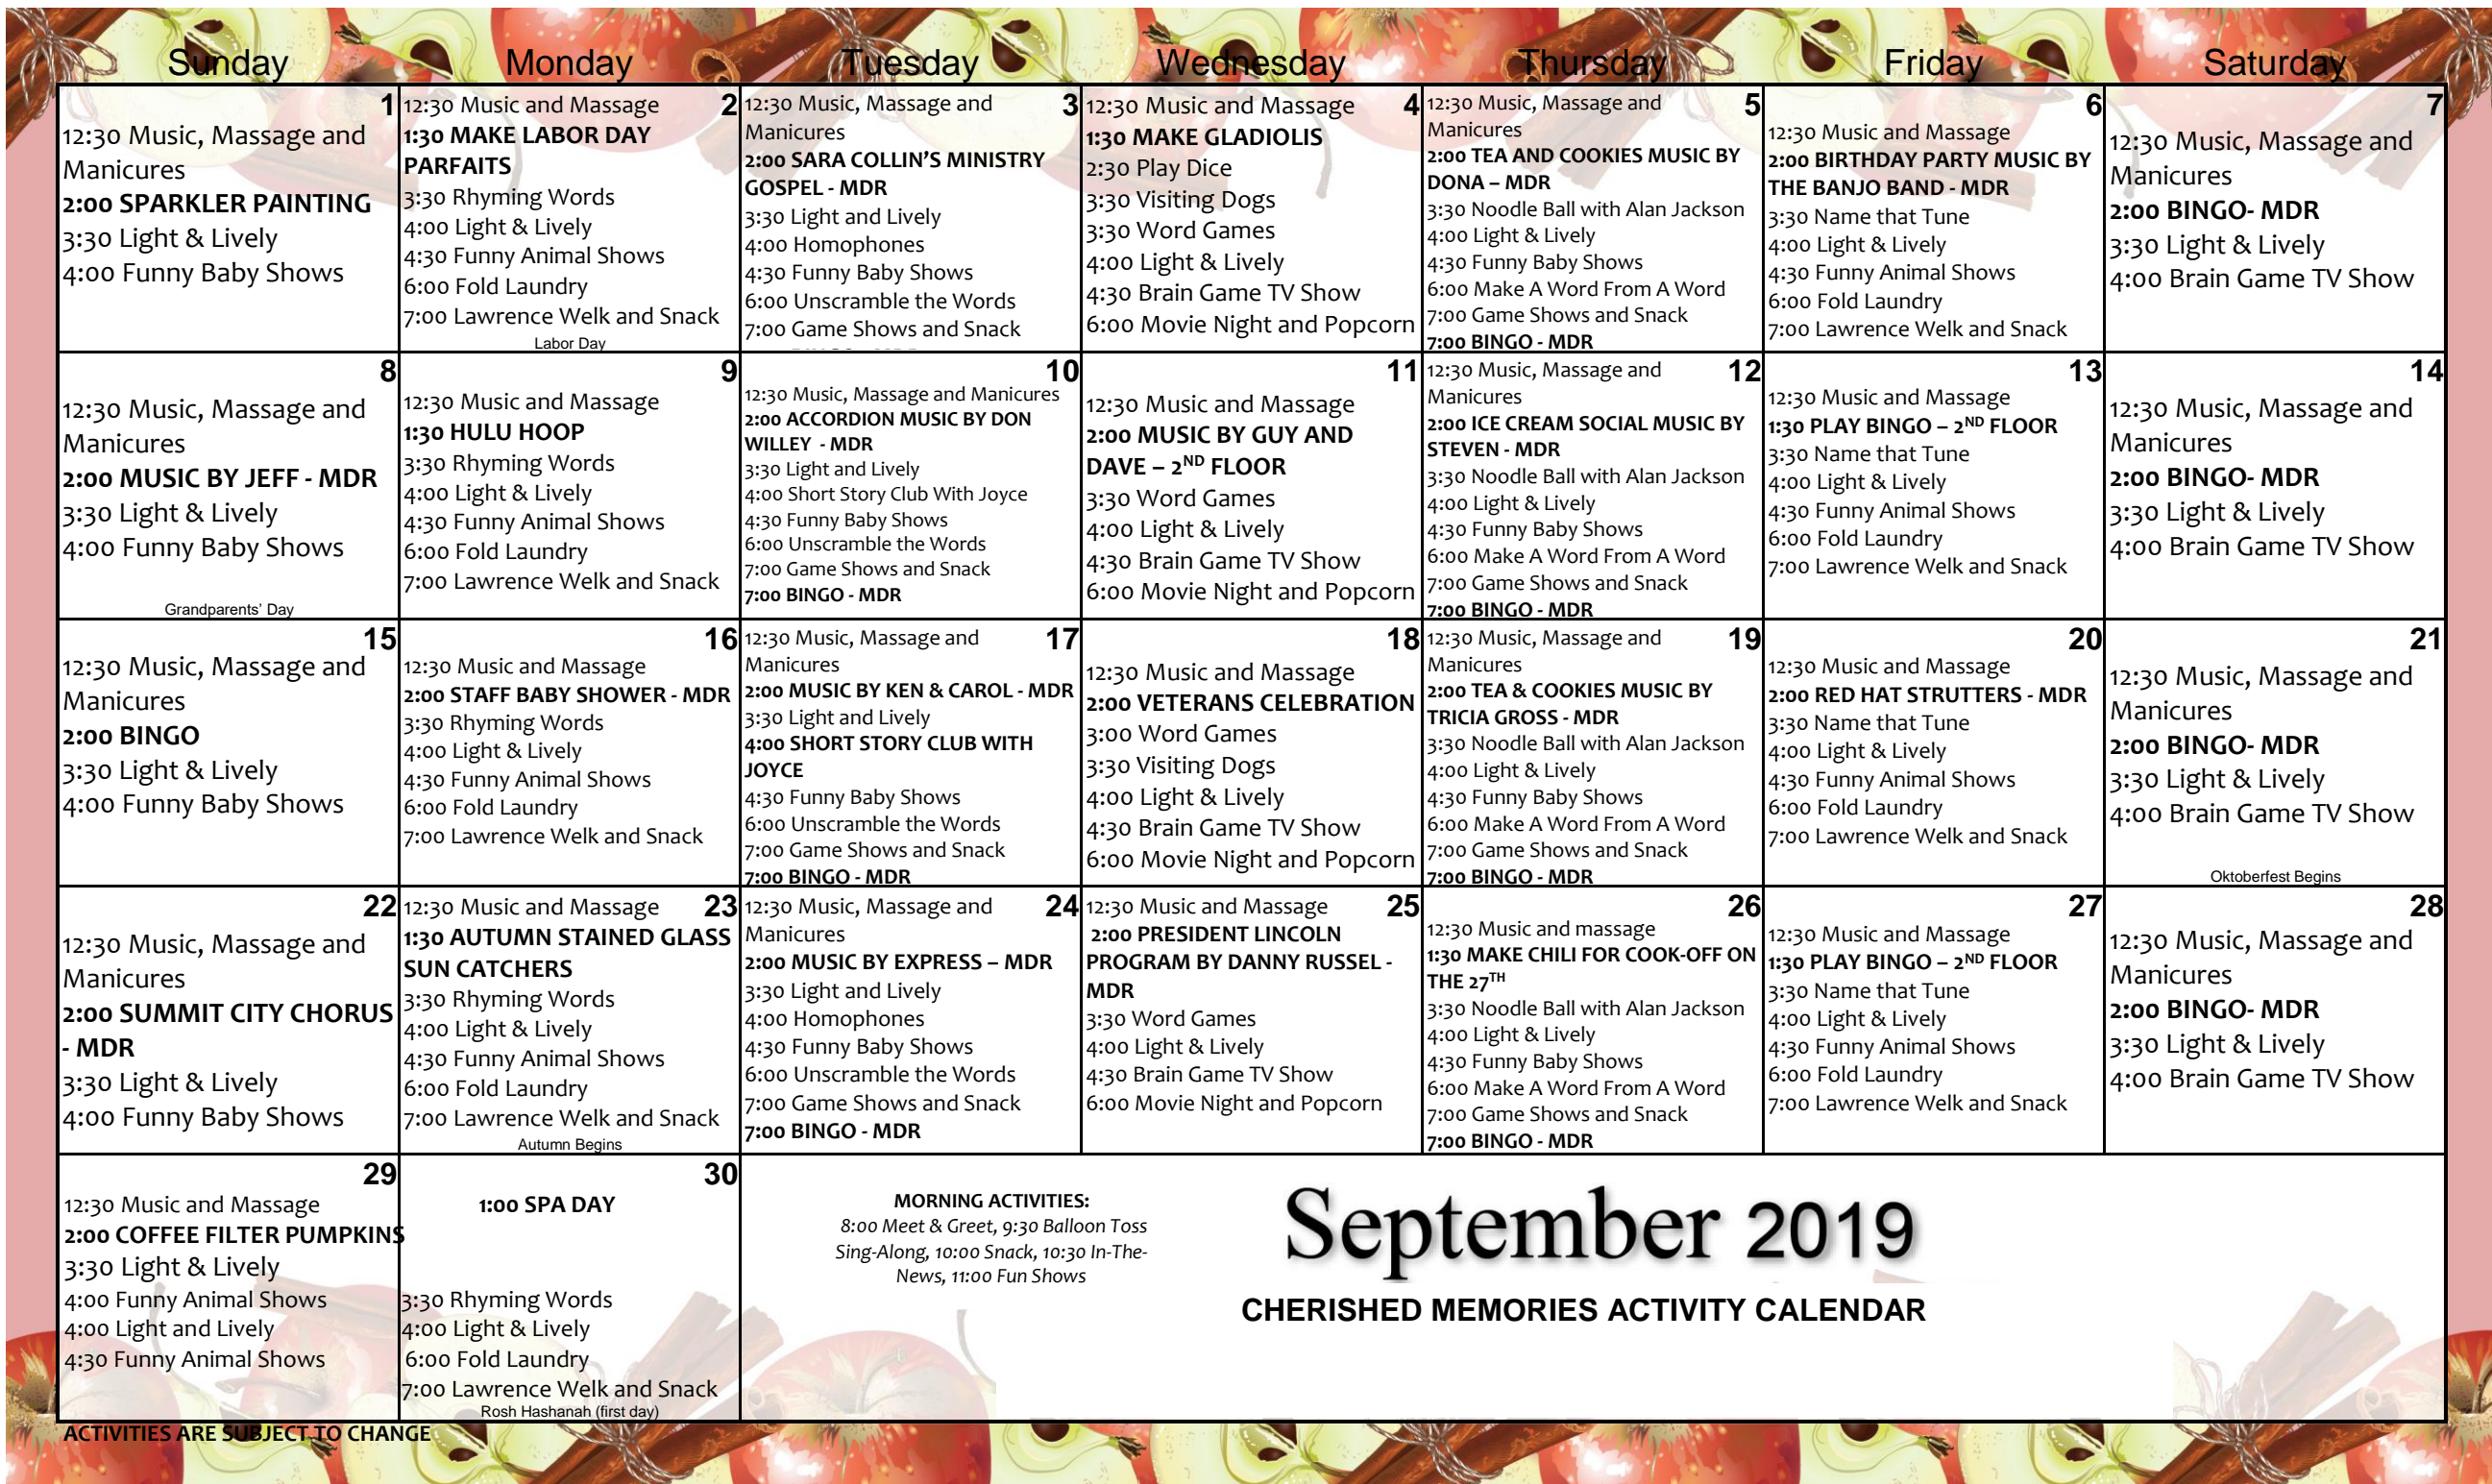 Sunday Monday Tuesday Wednesday Thursday Friday Saturday
1
12:30 Music, Massage and
Manicures
2:00 SPARKLER PAINTING
3:30 Light & Lively
4:00 Funny Baby Shows
2
12:30 Music and Massage
1:30 MAKE LABOR DAY
PARFAITS
3:30 Rhyming Words
4:00 Light & Lively
4:30 Funny Animal Shows
6:00 Fold Laundry
7:00 Lawrence Welk and Snack
Labor Day
3
12:30 Music, Massage and
Manicures
2:00 SARA COLLIN’S MINISTRY
GOSPEL - MDR
3:30 Light and Lively
4:00 Homophones
4:30 Funny Baby Shows
6:00 Unscramble the Words
7:00 Game Shows and Snack
4
12:30 Music and Massage
1:30 MAKE GLADIOLIS
2:30 Play Dice
3:30 Visiting Dogs
3:30 Word Games
4:00 Light & Lively
4:30 Brain Game TV Show
6:00 Movie Night and Popcorn
5
12:30 Music, Massage and
Manicures
2:00 TEA AND COOKIES MUSIC BY
DONA – MDR
3:30 Noodle Ball with Alan Jackson
4:00 Light & Lively
4:30 Funny Baby Shows
6:00 Make A Word From A Word
7:00 Game Shows and Snack
7:00 BINGO - MDR
6
12:30 Music and Massage
2:00 BIRTHDAY PARTY MUSIC BY
THE BANJO BAND - MDR
3:30 Name that Tune
4:00 Light & Lively
4:30 Funny Animal Shows
6:00 Fold Laundry
7:00 Lawrence Welk and Snack
7
12:30 Music, Massage and
Manicures
2:00 BINGO- MDR
3:30 Light & Lively
4:00 Brain Game TV Show
8
12:30 Music, Massage and
Manicures
2:00 MUSIC BY JEFF - MDR
3:30 Light & Lively
4:00 Funny Baby Shows
Grandparents’ Day
9
12:30 Music and Massage
1:30 HULU HOOP
3:30 Rhyming Words
4:00 Light & Lively
4:30 Funny Animal Shows
6:00 Fold Laundry
7:00 Lawrence Welk and Snack
10
12:30 Music, Massage and Manicures
2:00 ACCORDION MUSIC BY DON
WILLEY - MDR
3:30 Light and Lively
4:00 Short Story Club With Joyce
4:30 Funny Baby Shows
6:00 Unscramble the Words
7:00 Game Shows and Snack
7:00 BINGO - MDR
11
12:30 Music and Massage
2:00 MUSIC BY GUY AND
DAVE – 2ND FLOOR
3:30 Word Games
4:00 Light & Lively
4:30 Brain Game TV Show
6:00 Movie Night and Popcorn
12
12:30 Music, Massage and
Manicures
2:00 ICE CREAM SOCIAL MUSIC BY
STEVEN - MDR
3:30 Noodle Ball with Alan Jackson
4:00 Light & Lively
4:30 Funny Baby Shows
6:00 Make A Word From A Word
7:00 Game Shows and Snack
7:00 BINGO - MDR
13
12:30 Music and Massage
1:30 PLAY BINGO – 2ND FLOOR
3:30 Name that Tune
4:00 Light & Lively
4:30 Funny Animal Shows
6:00 Fold Laundry
7:00 Lawrence Welk and Snack
14
12:30 Music, Massage and
Manicures
2:00 BINGO- MDR
3:30 Light & Lively
4:00 Brain Game TV Show
15
12:30 Music, Massage and
Manicures
2:00 BINGO
3:30 Light & Lively
4:00 Funny Baby Shows
16
12:30 Music and Massage
2:00 STAFF BABY SHOWER - MDR
3:30 Rhyming Words
4:00 Light & Lively
4:30 Funny Animal Shows
6:00 Fold Laundry
7:00 Lawrence Welk and Snack
17
12:30 Music, Massage and
Manicures
2:00 MUSIC BY KEN & CAROL - MDR
3:30 Light and Lively
4:00 SHORT STORY CLUB WITH
JOYCE
4:30 Funny Baby Shows
6:00 Unscramble the Words
7:00 Game Shows and Snack
7:00 BINGO - MDR
18
12:30 Music and Massage
2:00 VETERANS CELEBRATION
3:00 Word Games
3:30 Visiting Dogs
4:00 Light & Lively
4:30 Brain Game TV Show
6:00 Movie Night and Popcorn
19
12:30 Music, Massage and
Manicures
2:00 TEA & COOKIES MUSIC BY
TRICIA GROSS - MDR
3:30 Noodle Ball with Alan Jackson
4:00 Light & Lively
4:30 Funny Baby Shows
6:00 Make A Word From A Word
7:00 Game Shows and Snack
7:00 BINGO - MDR
20
12:30 Music and Massage
2:00 RED HAT STRUTTERS - MDR
3:30 Name that Tune
4:00 Light & Lively
4:30 Funny Animal Shows
6:00 Fold Laundry
7:00 Lawrence Welk and Snack
21
12:30 Music, Massage and
Manicures
2:00 BINGO- MDR
3:30 Light & Lively
4:00 Brain Game TV Show
Oktoberfest Begins
22
12:30 Music, Massage and
Manicures
2:00 SUMMIT CITY CHORUS
- MDR
3:30 Light & Lively
4:00 Funny Baby Shows
23
12:30 Music and Massage
1:30 AUTUMN STAINED GLASS
SUN CATCHERS
3:30 Rhyming Words
4:00 Light & Lively
4:30 Funny Animal Shows
6:00 Fold Laundry
7:00 Lawrence Welk and Snack
Autumn Begins
24
12:30 Music, Massage and
Manicures
2:00 MUSIC BY EXPRESS – MDR
3:30 Light and Lively
4:00 Homophones
4:30 Funny Baby Shows
6:00 Unscramble the Words
7:00 Game Shows and Snack
7:00 BINGO - MDR
25
12:30 Music and Massage
2:00 PRESIDENT LINCOLN
PROGRAM BY DANNY RUSSEL -
MDR
3:30 Word Games
4:00 Light & Lively
4:30 Brain Game TV Show
6:00 Movie Night and Popcorn
26
12:30 Music and massage
1:30 MAKE CHILI FOR COOK-OFF ON
THE 27TH
3:30 Noodle Ball with Alan Jackson
4:00 Light & Lively
4:30 Funny Baby Shows
6:00 Make A Word From A Word
7:00 Game Shows and Snack
7:00 BINGO - MDR
27
12:30 Music and Massage
1:30 PLAY BINGO – 2ND FLOOR
3:30 Name that Tune
4:00 Light & Lively
4:30 Funny Animal Shows
6:00 Fold Laundry
7:00 Lawrence Welk and Snack
28
12:30 Music, Massage and
Manicures
2:00 BINGO- MDR
3:30 Light & Lively
4:00 Brain Game TV Show
29
12:30 Music and Massage
2:00 COFFEE FILTER PUMPKINS
3:30 Light & Lively
4:00 Funny Animal Shows
4:00 Light and Lively
4:30 Funny Animal Shows
30
1:00 SPA DAY
3:30 Rhyming Words
4:00 Light & Lively
6:00 Fold Laundry
7:00 Lawrence Welk and Snack
Rosh Hashanah (first day)
MORNING ACTIVITIES:
8:00 Meet & Greet, 9:30 Balloon Toss
Sing-Along, 10:00 Snack, 10:30 In-The-
News, 11:00 Fun Shows
September 2019
CHERISHED MEMORIES ACTIVITY CALENDAR
ACTIVITIES ARE SUBJECT TO CHANGE